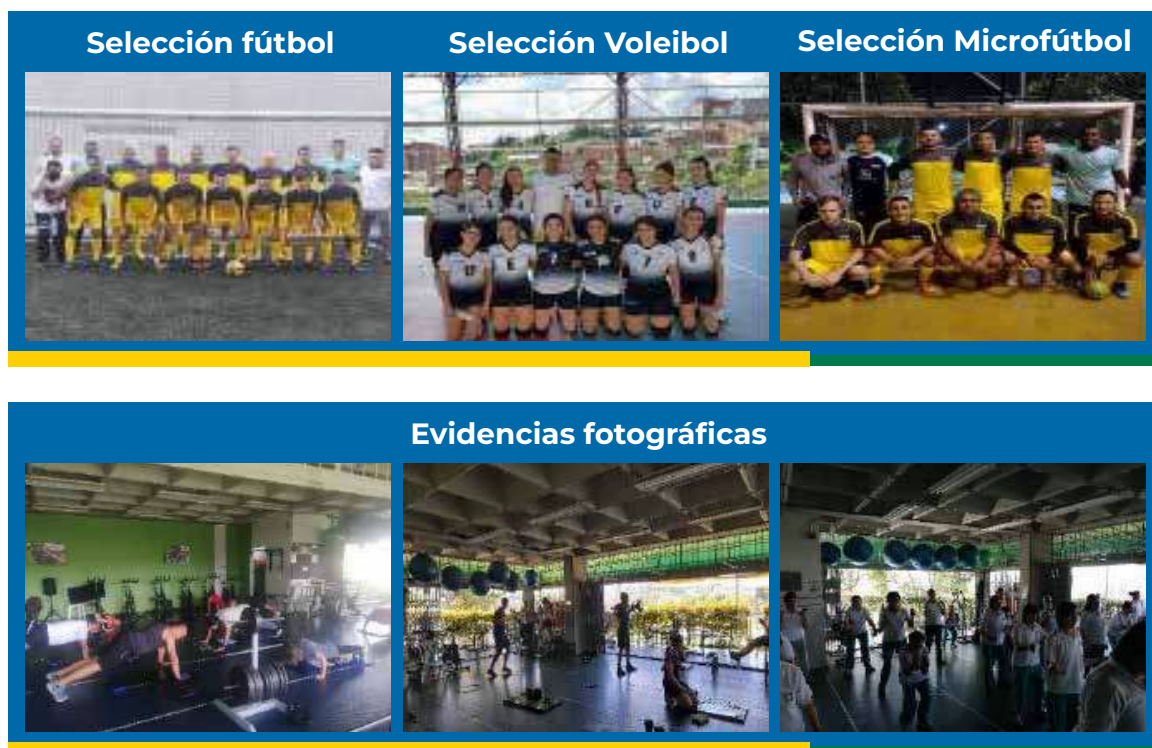 Selección fútbol
Selección Voleibol
Selección Microfútbol
Evidencias fotográficas